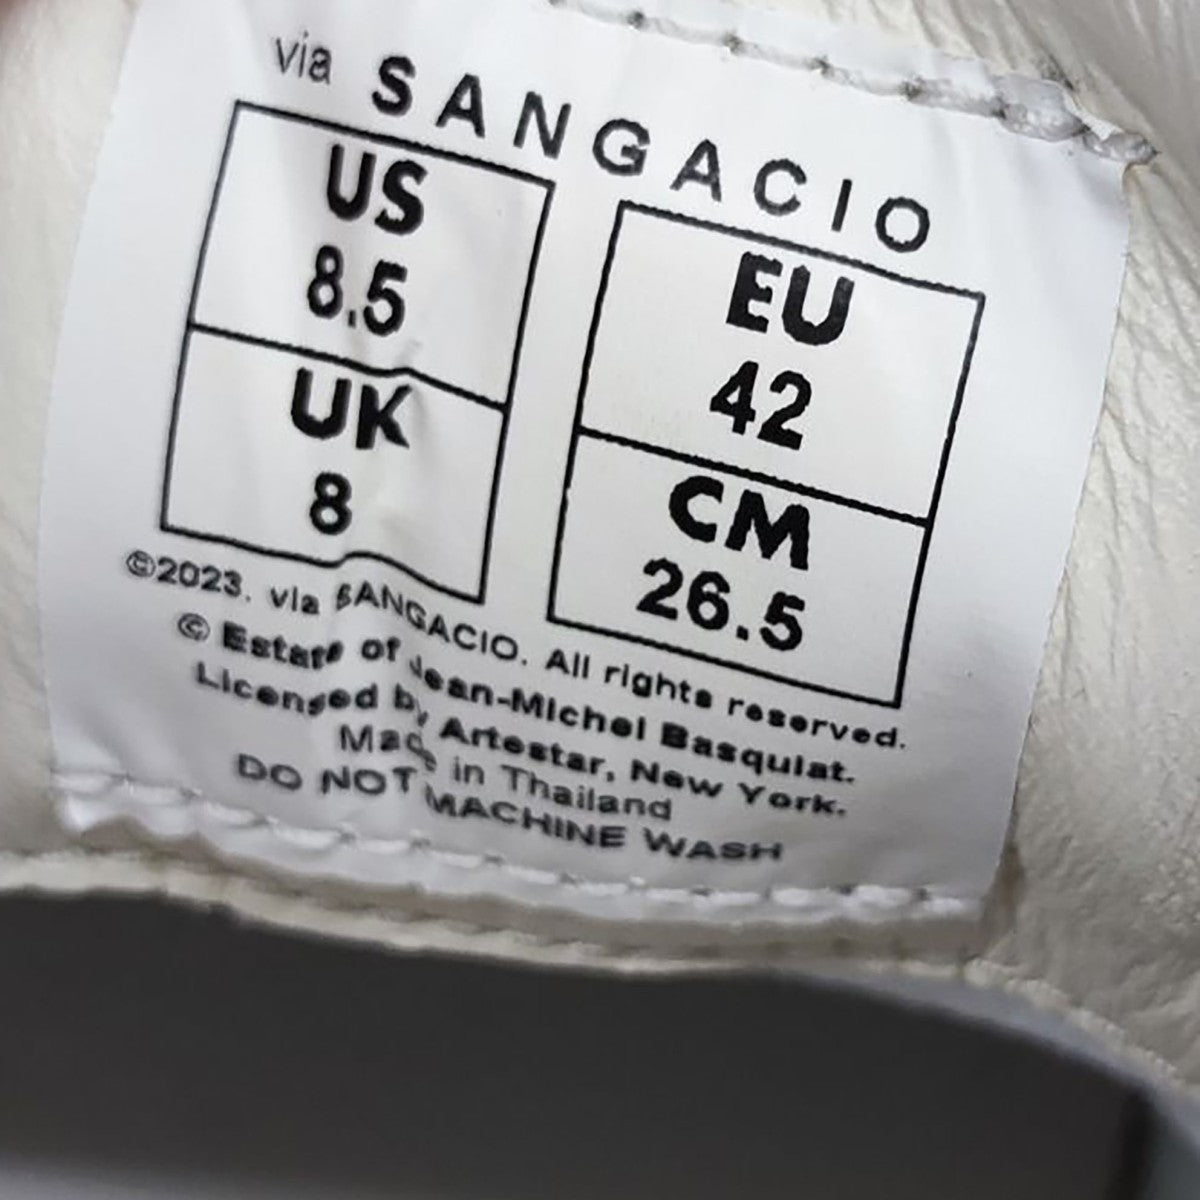 via SANGACIO
US
8.5
UK
8
EU
42
CM
26.5
©2023. via SANGACIO. All rights reserved.
© Estate of Jean-Michel Basquiat.
Licensed by Artestar, New York.
Made in Thailand
DO NOT MACHINE WASH